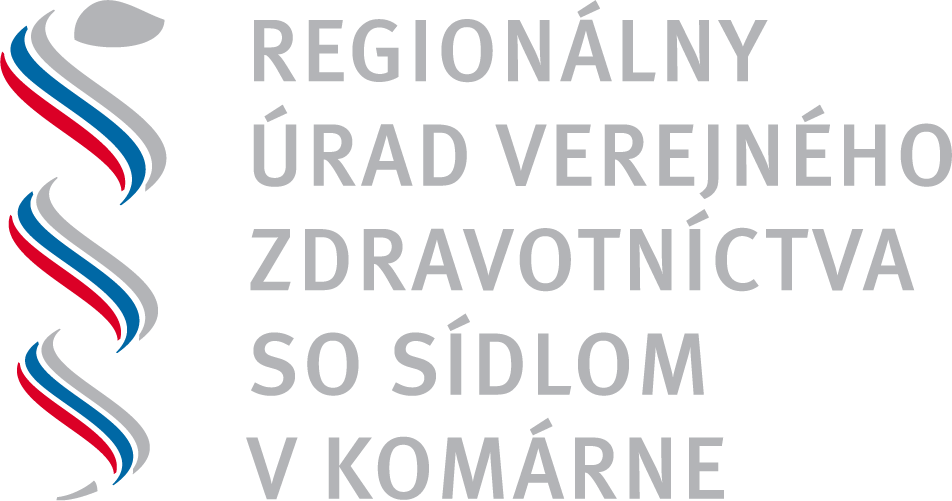 REGIONÁLNY
ÚRAD VEREJNÉHO
ZDRAVOTNÍCTVA
SO SÍDLOM
V KOMÁRNE